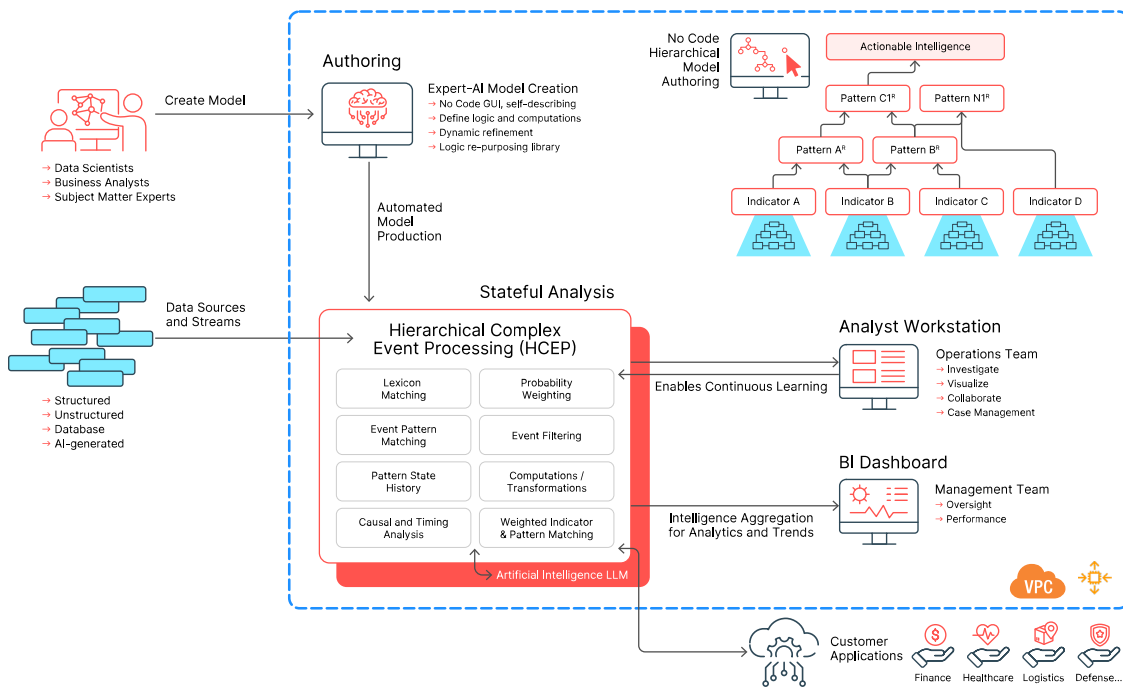 Create Model
→ Data Scientists
→ Business Analysts
→ Subject Matter Experts
Authoring
Expert–AI Model Creation
→ No Code GUI, self-describing
→ Define logic and computations
→ Dynamic refinement
→ Logic re-purposing library
Automated
Model
Production
No Code
Hierarchical
Model
Authoring
Actionable Intelligence
Pattern C1ᴿ
Pattern N1ᴿ
Pattern Aᴿ
Pattern Bᴿ
Indicator A
Indicator B
Indicator C
Indicator D
Data Sources
and Streams
→ Structured
→ Unstructured
→ Database
→ AI-generated
Stateful Analysis
Hierarchical Complex
Event Processing (HCEP)
Lexicon
Matching
Probability
Weighting
Event Pattern
Matching
Event Filtering
Pattern State
History
Computations /
Transformations
Causal and Timing
Analysis
Weighted Indicator
& Pattern Matching
Artificial Intelligence LLM
Enables Continuous Learning
Analyst Workstation
Operations Team
→ Investigate
→ Visualize
→ Collaborate
→ Case Management
Intelligence Aggregation
for Analytics and Trends
BI Dashboard
Management Team
→ Oversight
→ Performance
VPC
Customer
Applications
Finance
Healthcare
Logistics
Defense...